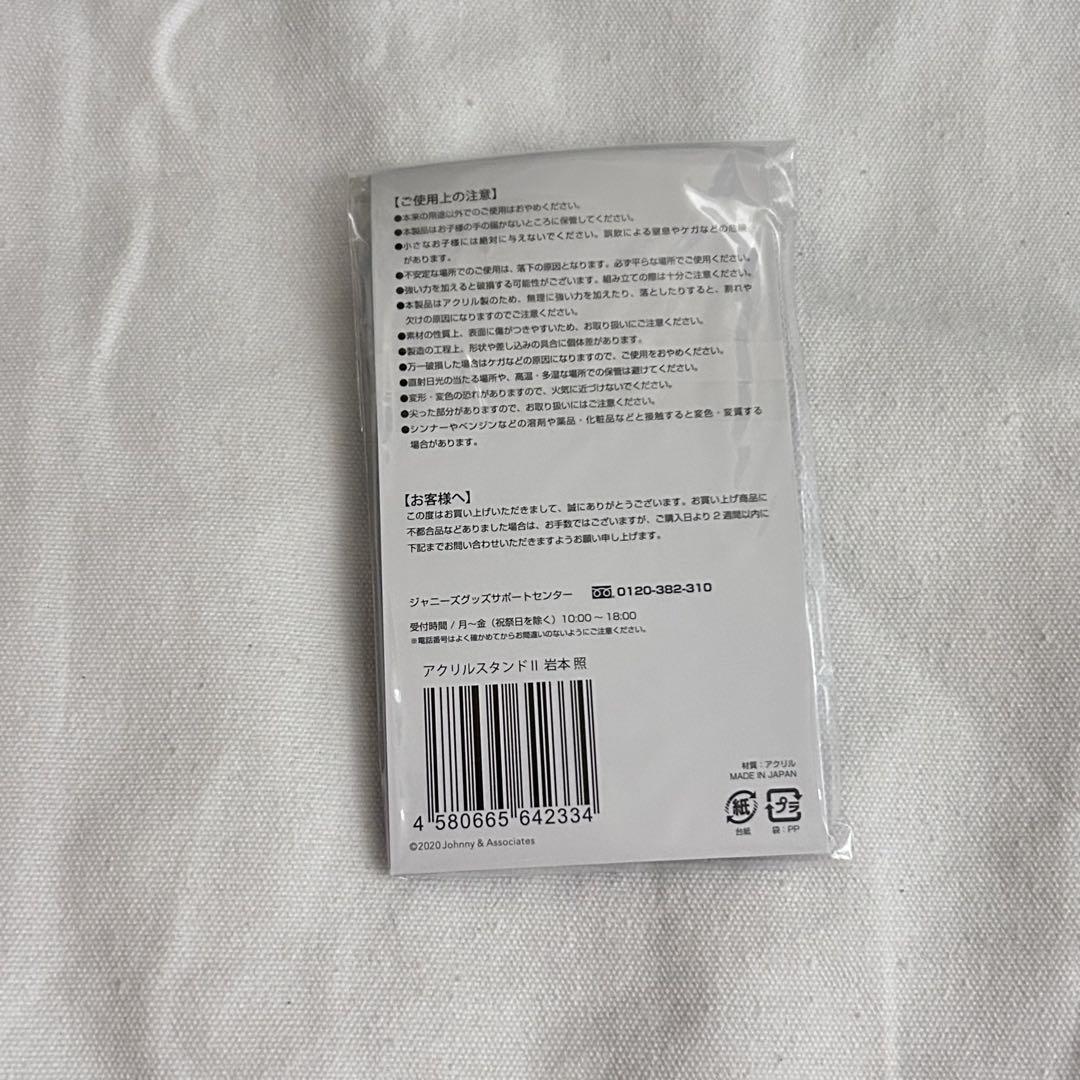 【ご使用上の注意】
●本来の用途以外でのご使用はおやめください。
●本製品はお子様の手の届かないところに保管してください。
●小さなお子様には絶対に与えないでください。誤飲による窒息やケガなどの危険
があります。
●不安定な場所でのご使用は、落下の原因となります。必ず平らな場所でご使用ください。
●強い力を加えると破損する可能性がございます。組み立ての際は十分ご注意ください。
●本製品はアクリル製のため、無理に強い力を加えたり、落としたりすると、割れや
欠けの原因になりますのでご注意ください。
●素材の性質上、表面に傷がつきやすいため、お取り扱いにご注意ください。
●製造の工程上、形状や差し込みの具合に個体差があります。
●万一破損した場合はケガなどの原因になりますので、ご使用をおやめください。
●直射日光の当たる場所や、高温・多湿な場所での保管は避けてください。
●変形・変色の恐れがありますので、火気に近づけないでください。
●尖った部分がありますので、お取り扱いにはご注意ください。
●シンナーやベンジンなどの溶剤や薬品・化粧品などと接触すると変色・変質する
場合があります。
【お客様へ】
この度はお買い上げいただきまして、誠にありがとうございます。お買い上げ商品に
不都合品などありました場合は、お手数ではございますが、ご購入日より2週間以内に
下記までお問い合わせいただきますようお願い申し上げます。
ジャニーズグッズサポートセンター 0120-382-310
受付時間 / 月〜金（祝祭日を除く）10:00〜18:00
※電話番号はよく確かめてからお間違いのないようにご注意ください。
アクリルスタンドⅡ 岩本 照
4 580665 642334
©2020 Johnny & Associates
材質：アクリル
MADE IN JAPAN
紙 プラ
台紙 袋：PP